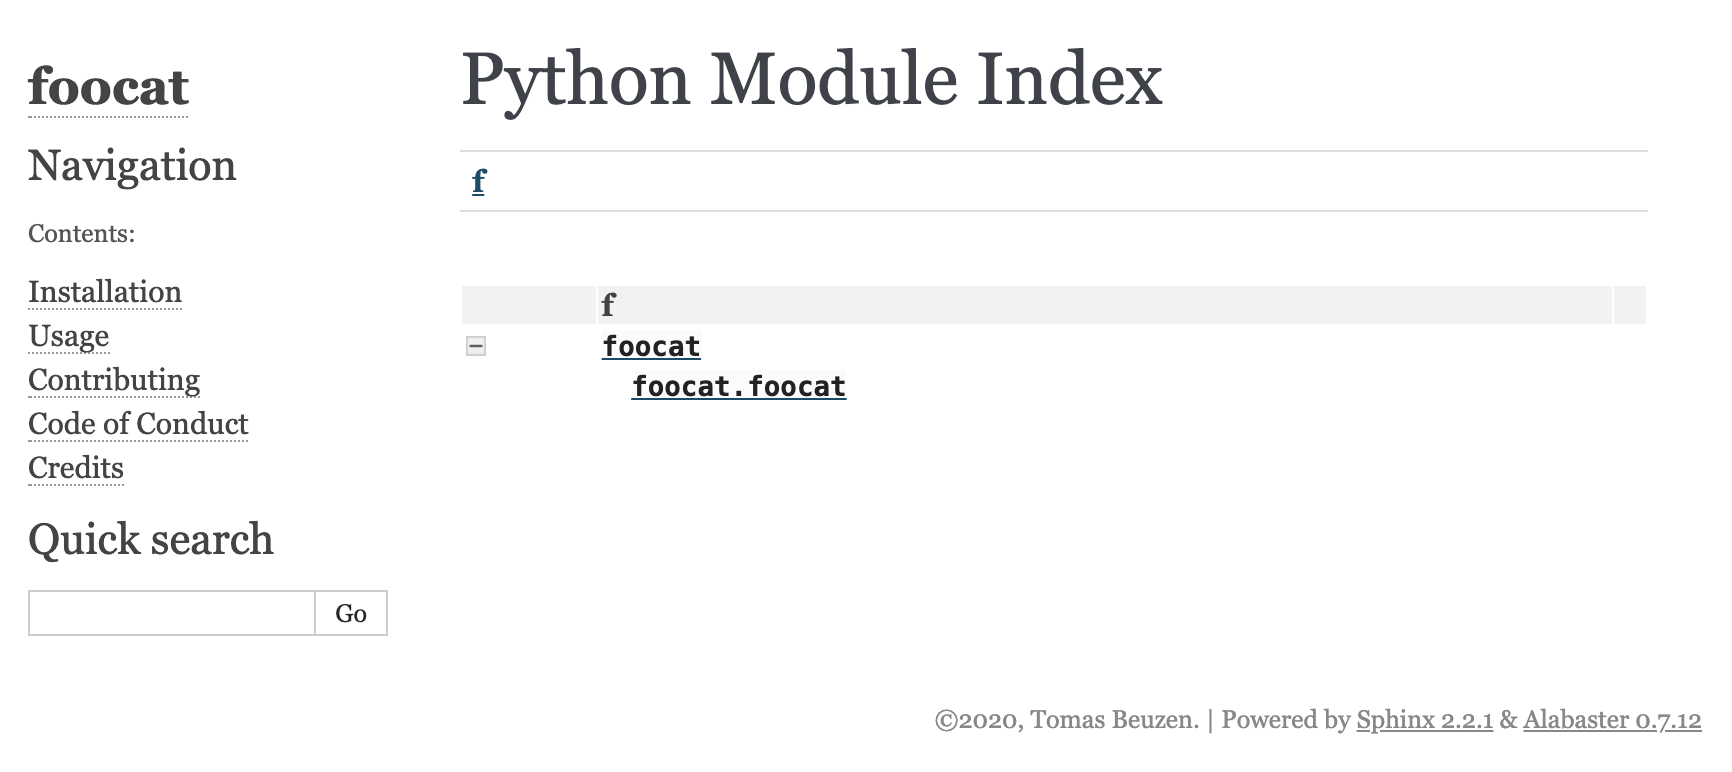 foocat
Navigation
Contents:
Installation
Usage
Contributing
Code of Conduct
Credits
Quick search
Go
Python Module Index
f
f
foocat
foocat.foocat
©2020, Tomas Beuzen. | Powered by Sphinx 2.2.1 & Alabaster 0.7.12